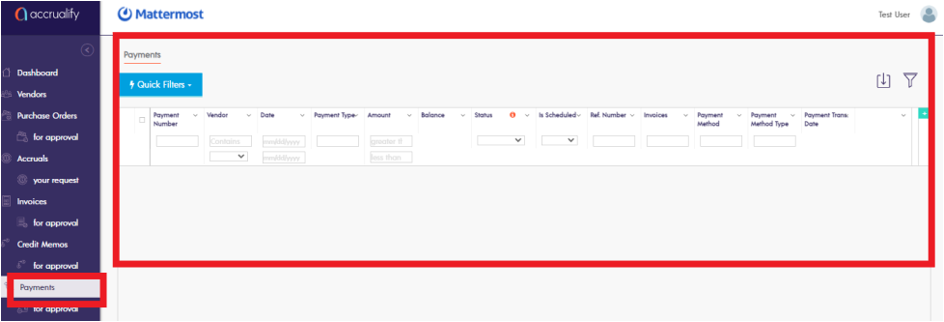 accrualify
Mattermost
Test User
Dashboard
Vendors
Purchase Orders
for approval
Accruals
your request
Invoices
for approval
Credit Memos
for approval
Payments
for approval
Payments
Quick Filters
Payment Number
Vendor
Date
Payment Type
Amount
Balance
Status
Is Scheduled
Ref. Number
Invoices
Payment Method
Payment Method Type
Payment Trans. Date
Contains
mm/dd/yyyy
greater t
mm/dd/yyyy
less than